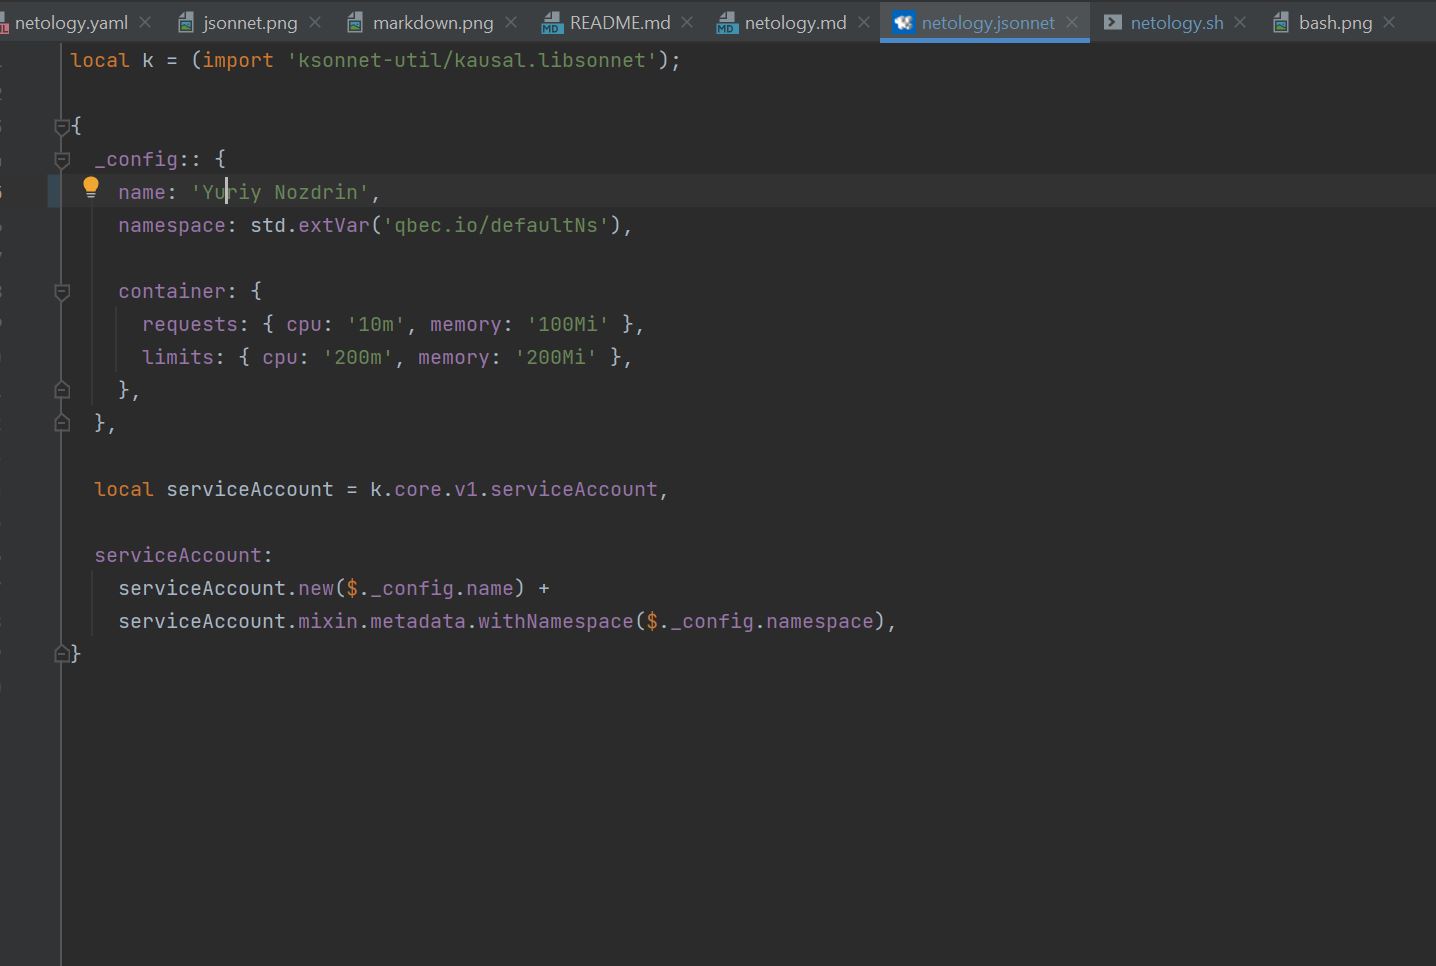 netology.yaml jsonnet.png markdown.png README.md netology.md netology.jsonnet netology.sh bash.png
local k = (import 'ksonnet-util/kausal.libsonnet');
{
_config:: {
name: 'Yuriy Nozdrin',
namespace: std.extVar('qbec.io/defaultNs'),
container: {
requests: { cpu: '10m', memory: '100Mi' },
limits: { cpu: '200m', memory: '200Mi' },
},
},
local serviceAccount = k.core.v1.serviceAccount,
serviceAccount:
serviceAccount.new($._config.name) +
serviceAccount.mixin.metadata.withNamespace($._config.namespace),
}